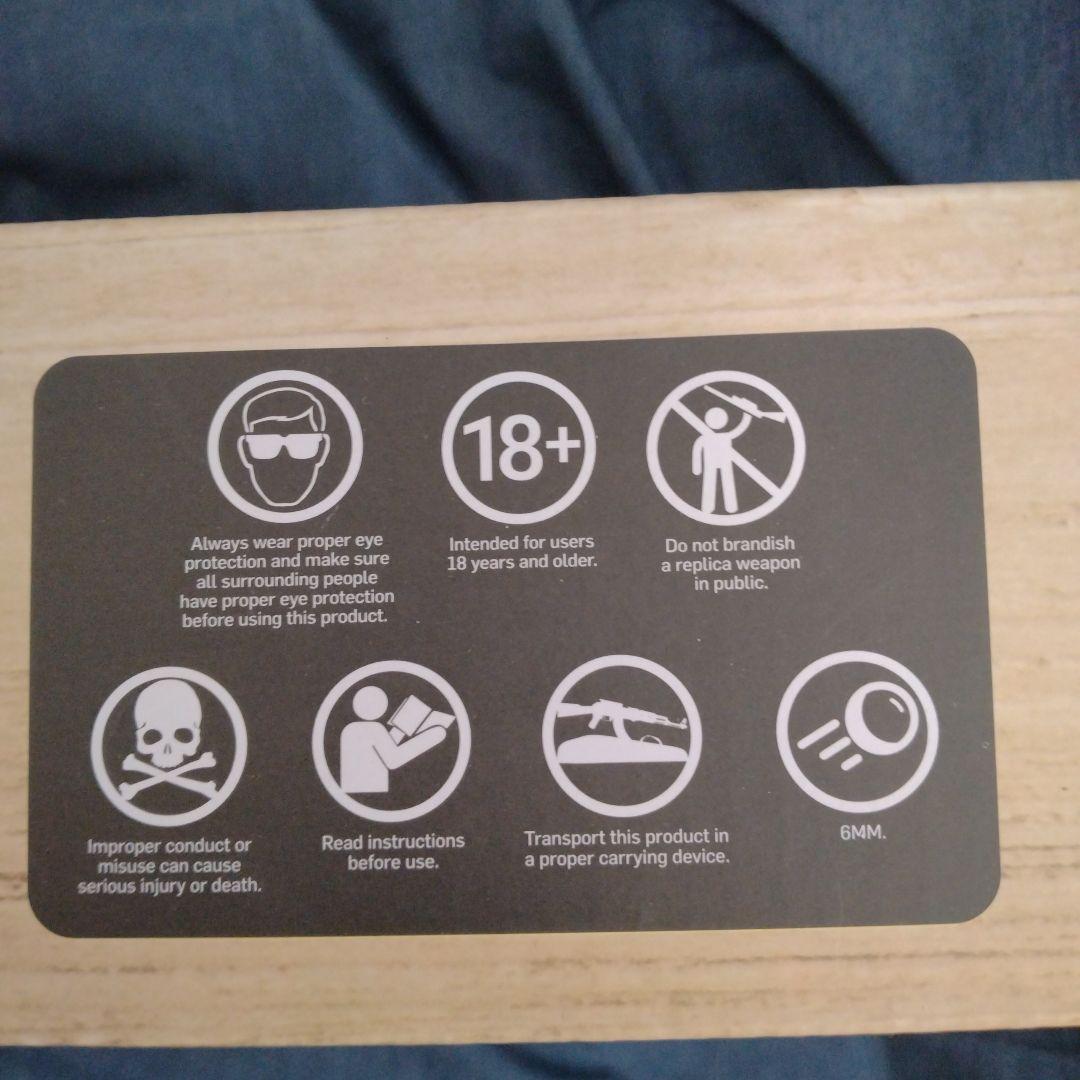 Always wear proper eye
protection and make sure
all surrounding people
have proper eye protection
before using this product.
18+
Intended for users
18 years and older.
Do not brandish
a replica weapon
in public.
Improper conduct or
misuse can cause
serious injury or death.
Read instructions
before use.
Transport this product in
a proper carrying device.
6MM.